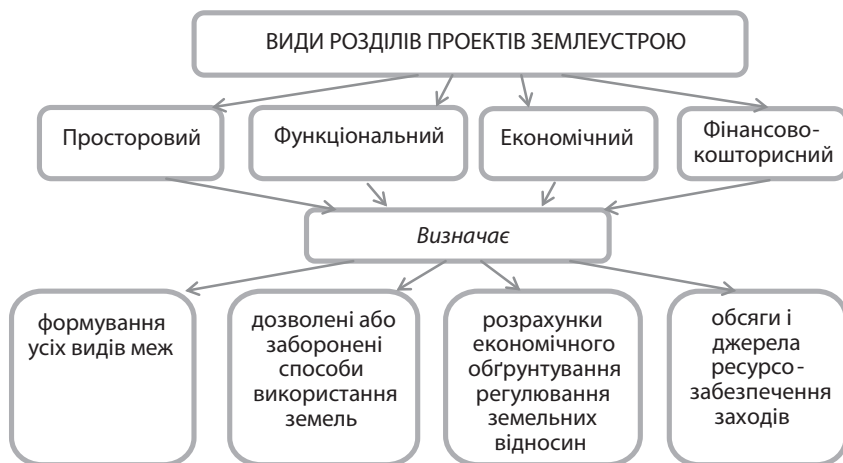 ВИДИ РОЗДІЛІВ ПРОЕКТІВ ЗЕМЛЕУСТРОЮ
Просторовий
Функціональний
Економічний
Фінансово-
кошторисний
Визначає
формування
усіх видів меж
дозволені або
заборонені
способи
використання
земель
розрахунки
економічного
обґрунтування
регулювання
земельних
відносин
обсяги і
джерела
ресурсо-
забезпечення
заходів